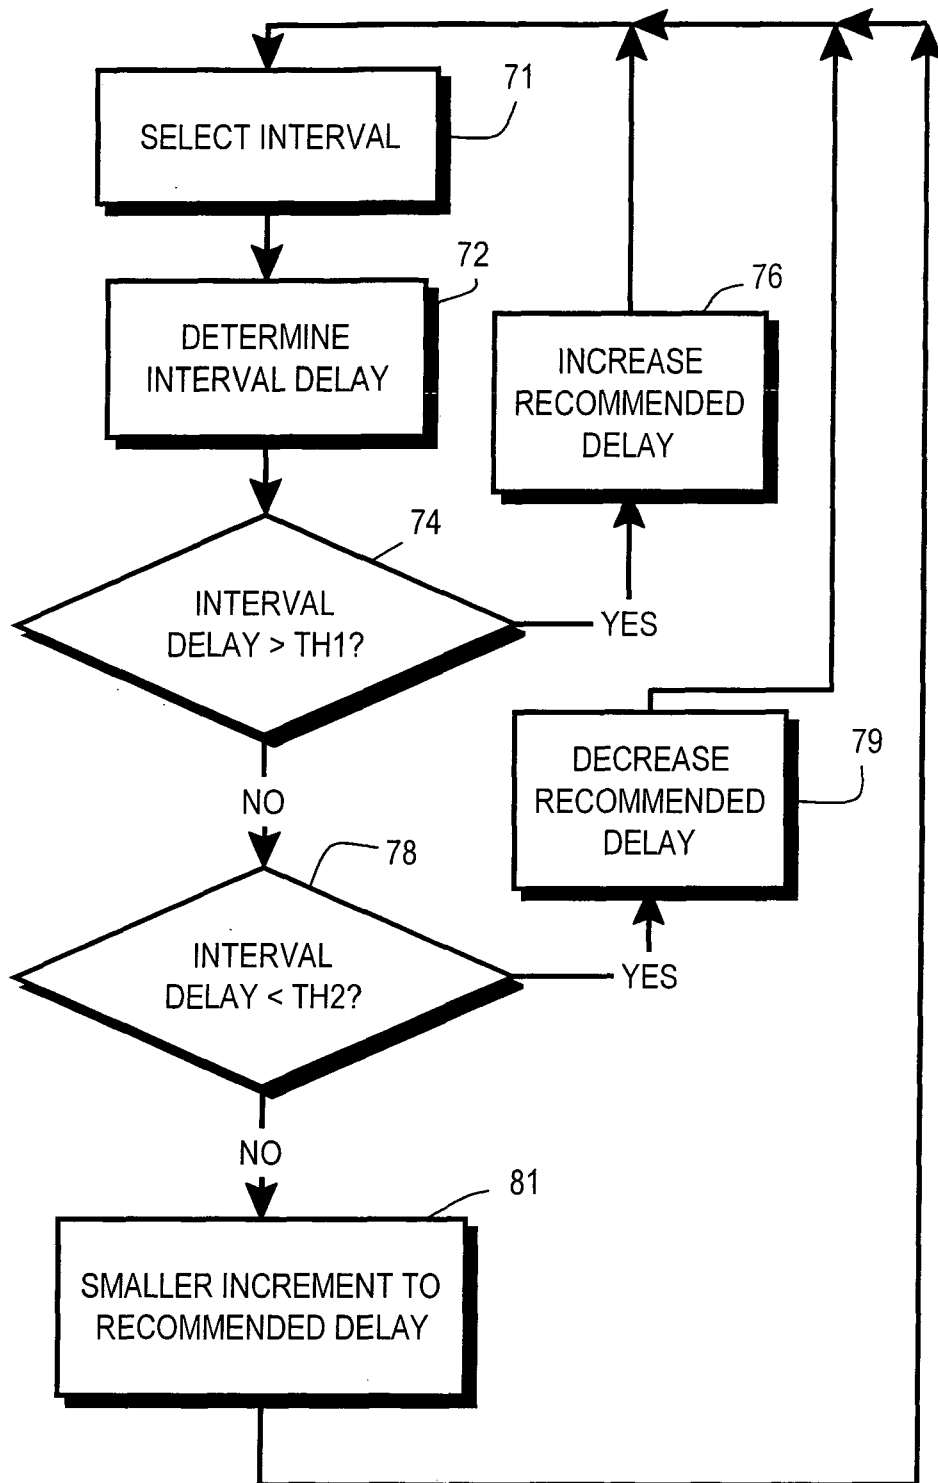 71
SELECT INTERVAL
72
DETERMINE
INTERVAL DELAY
76
INCREASE
RECOMMENDED
DELAY
74
INTERVAL
DELAY > TH1?
YES
NO
79
DECREASE
RECOMMENDED
DELAY
78
INTERVAL
DELAY < TH2?
YES
NO
81
SMALLER INCREMENT TO
RECOMMENDED DELAY